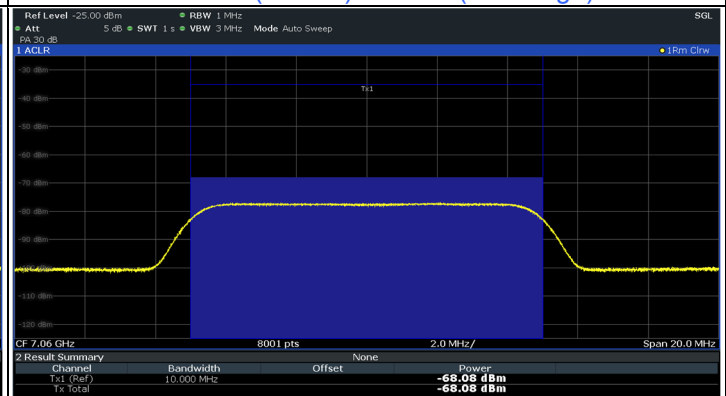 Ref Level -25.00 dBm RBW 1 MHz SGL
Att 5 dB SWT 1 s VBW 3 MHz Mode Auto Sweep
PA 30 dB
1 ACLR 1Rm Clrw
-30 dBm
Tx1
-40 dBm
-50 dBm
-60 dBm
-70 dBm
-80 dBm
-90 dBm
-110 dBm
-120 dBm
CF 7.06 GHz 8001 pts 2.0 MHz/ Span 20.0 MHz
2 Result Summary None
Channel Bandwidth Offset Power
Tx1 (Ref) 10.000 MHz -68.08 dBm
Tx Total -68.08 dBm